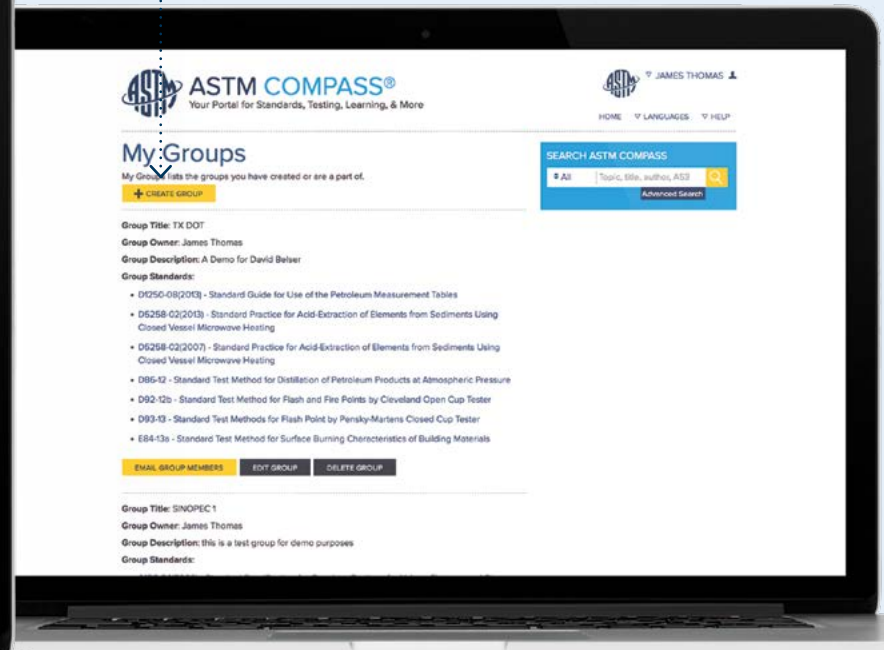 ASTM
ASTM COMPASS®
Your Portal for Standards, Testing, Learning, & More
ASTM
JAMES THOMAS
HOME LANGUAGES HELP
My Groups
My Groups lists the groups you have created or are a part of.
+ CREATE GROUP
SEARCH ASTM COMPASS
All Topic, title, author, A53
Advanced Search
Group Title: TX DOT
Group Owner: James Thomas
Group Description: A Demo for David Belser
Group Standards:
• D1250-08(2013) - Standard Guide for Use of the Petroleum Measurement Tables
• D5258-02(2013) - Standard Practice for Acid-Extraction of Elements from Sediments Using
Closed Vessel Microwave Heating
• D5258-02(2007) - Standard Practice for Acid-Extraction of Elements from Sediments Using
Closed Vessel Microwave Heating
• D86-12 - Standard Test Method for Distillation of Petroleum Products at Atmospheric Pressure
• D92-12b - Standard Test Method for Flash and Fire Points by Cleveland Open Cup Tester
• D93-13 - Standard Test Methods for Flash Point by Pensky-Martens Closed Cup Tester
• E84-13a - Standard Test Method for Surface Burning Characteristics of Building Materials
EMAIL GROUP MEMBERS EDIT GROUP DELETE GROUP
Group Title: SINOPEC 1
Group Owner: James Thomas
Group Description: this is a test group for demo purposes
Group Standards: